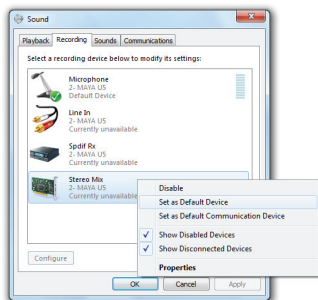 Sound
Playback Recording Sounds Communications
Select a recording device below to modify its settings:
Microphone
2- MAYA U5
Default Device
Line In
2- MAYA U5
Currently unavailable
Spdif Rx
2- MAYA U5
Currently unavailable
Stereo Mix
2- MAYA U5
Currently unavailable
Disable
Set as Default Device
Set as Default Communication Device
Show Disabled Devices
Show Disconnected Devices
Properties
Configure
OK Cancel Apply